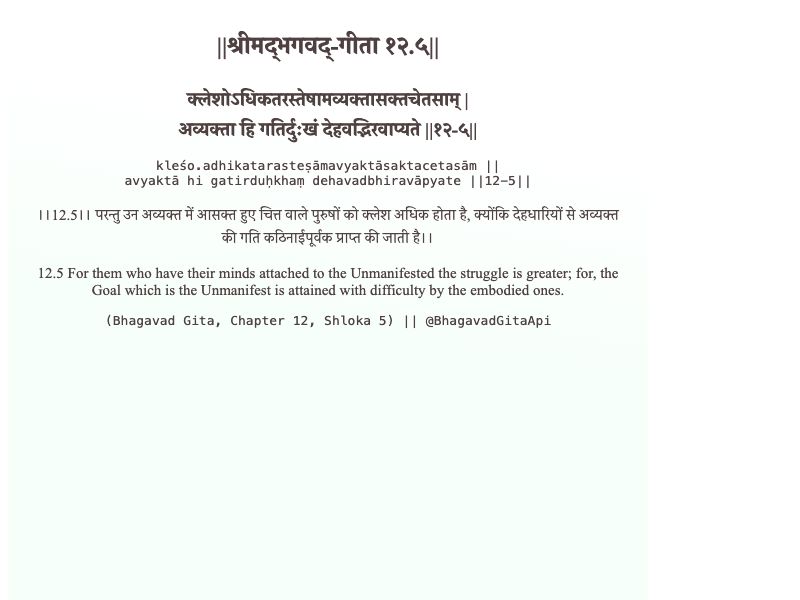 ||श्रीमद्‍भगवद्‍-गीता १२.५||
क्लेशोऽधिकतरस्तेषामव्यक्तासक्तचेतसाम् |
अव्यक्ता हि गतिर्दुःखं देहवद्भिरवाप्यते ||१२-५||
kleśo.adhikatarasteṣāmavyaktāsaktacetasām ||
avyaktā hi gatirduḥkhaṃ dehavadbhiravāpyate ||12-5||
।।12.5।। परन्तु उन अव्यक्त में आसक्त हुए चित्त वाले पुरुषों को क्लेश अधिक होता है, क्योंकि देहधारियों से अव्यक्त
की गति कठिनाईपूर्वक प्राप्त की जाती है।।
12.5 For them who have their minds attached to the Unmanifested the struggle is greater; for, the
Goal which is the Unmanifest is attained with difficulty by the embodied ones.
(Bhagavad Gita, Chapter 12, Shloka 5) || @BhagavadGitaApi